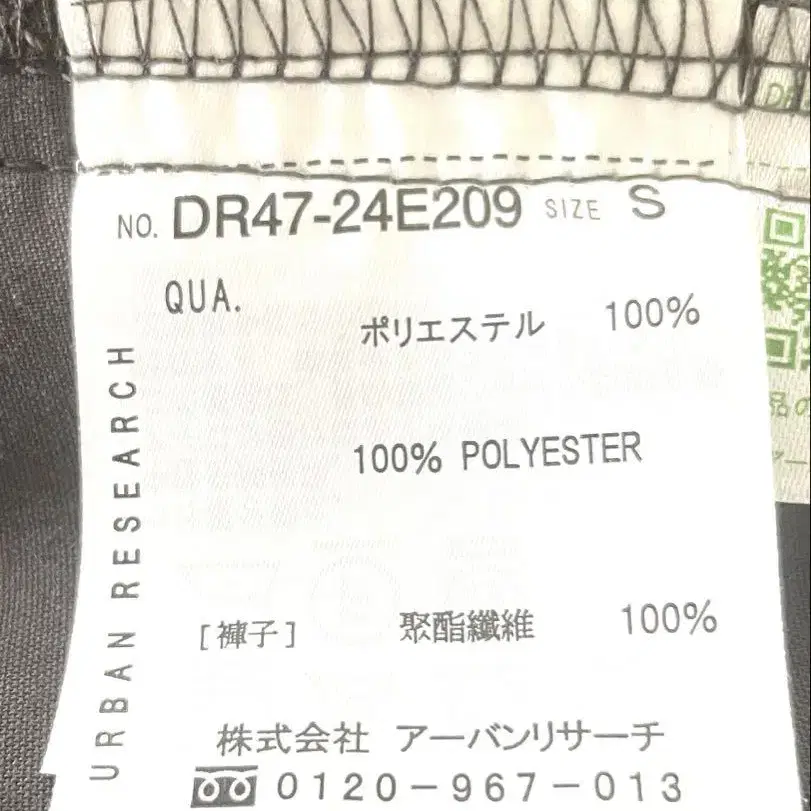 NO. DR47-24E209 SIZE S
QUA.
ポリエステル 100%
100% POLYESTER
[褲子] 聚酯纖維 100%
URBAN RESEARCH
株式会社 アーバンリサーチ
0120-967-013
品の